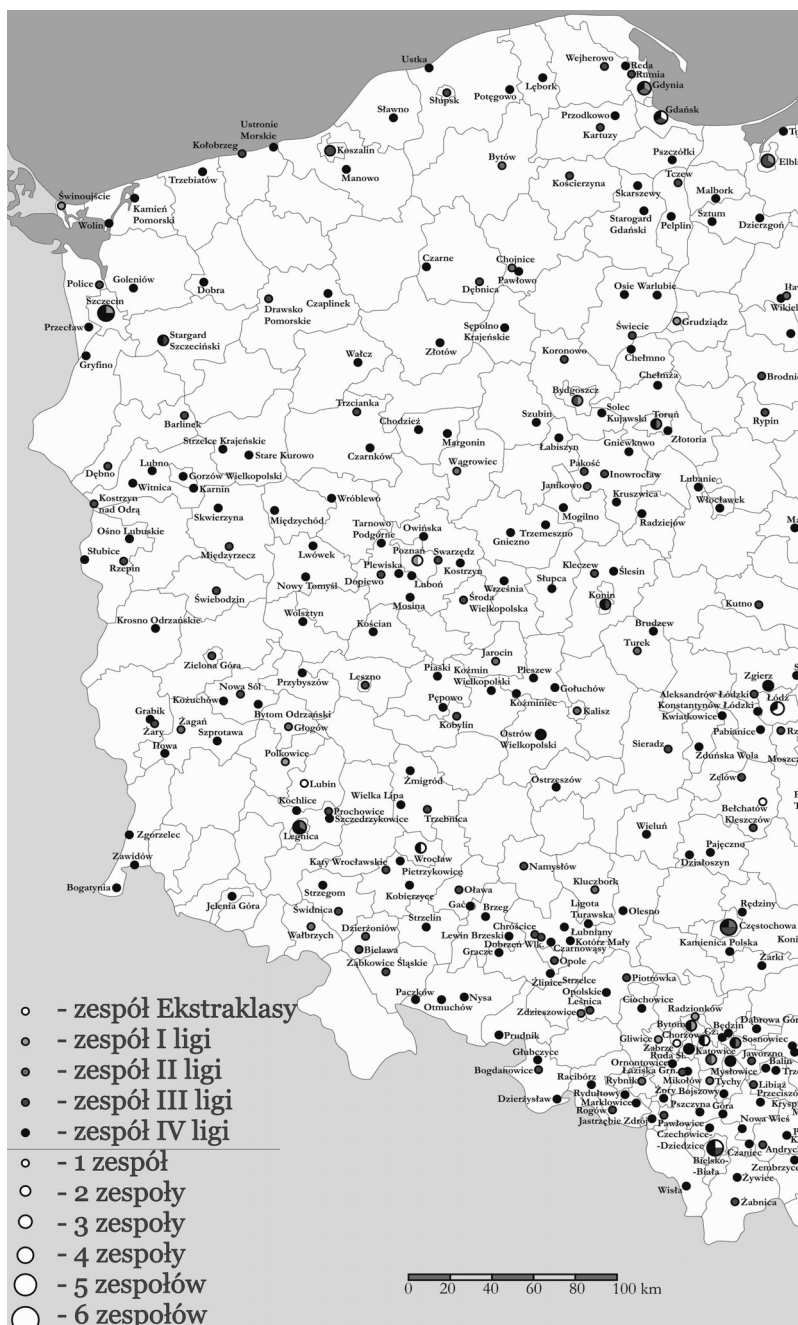 Ustka
Wejherowo
Reda
Rumia
Gdynia
Słupsk
Potęgowo
Lębork
Sławno
Przodkowo
Gdańsk
Kartuzy
Ustronie
Morskie
Kołobrzeg
Koszalin
Manowo
Trzebiatów
Bytów
Kościerzyna
Pszczółki
Tczew
Skarszewy
Malbork
Starogard
Gdański
Pelplin
Sztum
Dzierzgoń
Świnoujście
Kamień
Pomorski
Wolin
Czarne
Chojnice
Pawłowo
Dębnica
Police
Goleniów
Dobra
Szczecin
Drawsko
Pomorskie
Czaplinek
Osie
Warlubie
Przecław
Stargard
Szczeciński
Gryfino
Sępolno
Krajeńskie
Złotów
Wałcz
Świecie
Grudziądz
Chełmno
Koronowo
Chełmża
Bydgoszcz
Trzcianka
Barlinek
Chodzież
Margonin
Szubin
Solec
Kujawski
Toruń
Złotoria
Rypin
Strzelce Krajeńskie
Stare Kurowo
Czarnków
Łabiszyn
Gniewkowo
Dębno
Lubno
Witnica
Gorzów Wielkopolski
Karnin
Wągrowiec
Pakość
Inowrocław
Janikowo
Lubanie
Kostrzyn
nad Odrą
Skwierzyna
Wróblewo
Międzychód
Kruszwica
Włocławek
Mogilno
Radziejów
Ośno Lubuskie
Słubice
Rzepin
Międzyrzecz
Lwówek
Tarnowo
Podgórne
Owińska
Poznań
Swarzędz
Plewiska
Kostrzyn
Dopiewo
Luboń
Mosina
Gniezno
Trzemeszno
Września
Słupca
Kleczew
Ślesin
Konin
Środa
Wielkopolska
Nowy Tomyśl
Świebodzin
Wolsztyn
Kościan
Krosno Odrzańskie
Kutno
Brudzew
Turek
Zielona Góra
Leszno
Jarocin
Piaski
Koźmin
Wielkopolski
Pleszew
Gołuchów
Koźminiec
Kalisz
Przybyszów
Nowa Sól
Kożuchów
Bytom Odrzański
Głogów
Grabik
Żary
Żagań
Szprotawa
Iłowa
Pępowo
Kobylin
Ostrów
Wielkopolski
Zgierz
Aleksandrów Łódzki
Łódź
Konstantynów Łódzki
Kwiatkowice
Pabianice
Sieradz
Zduńska Wola
Zelów
Polkowice
Lubin
Żmigród
Ostrzeszów
Wielka Lipa
Kochlice
Prochowice
Szczedrzykowice
Legnica
Trzebnica
Bełchatów
Kleszczów
Wieluń
Pajęczno
Działoszyn
Zgorzelec
Zawidów
Bogatynia
Wrocław
Pietrzykowice
Kąty Wrocławskie
Namysłów
Kluczbork
Jelenia Góra
Strzegom
Kobierzyce
Oława
Gać
Brzeg
Ligota
Turawska
Olesno
Rędziny
Częstochowa
Kamienica Polska
Żarki
Świdnica
Wałbrzych
Dzierżoniów
Bielawa
Ząbkowice Śląskie
Strzelin
Lewin Brzeski
Gracze
Chróścice
Dobrzeń Wlk.
Łubniany
Kotórz Mały
Czarnowąsy
Opole
Żlinice
Strzelce
Opolskie
Leśnica
Zdzieszowice
Piotrówka
Ciochowice
Paczków
Otmuchów
Nysa
Prudnik
Głubczyce
Bogdanowice
Dzierżysław
Radzionków
Bytom
Gliwice
Chorzów
Zabrze
Ruda Śl.
Katowice
Będzin
Dąbrowa Gór
Sosnowiec
Jaworzno
Mysłowice
Balin
Ornontowice
Łaziska Grn.
Mikołów
Tychy
Libiąż
Racibórz
Rybnik
Rydułtowy
Marklowice
Rogów
Jastrzębie Zdrój
Żory
Bojszowy
Pszczyna
Góra
Pawłowice
Czechowice-
-Dziedzice
Bielsko-
-Biała
Nowa Wieś
Czaniec
Żywiec
Wisła
Żabnica
- zespół Ekstraklasy
- zespół I ligi
- zespół II ligi
- zespół III ligi
- zespół IV ligi
- 1 zespół
- 2 zespoły
- 3 zespoły
- 4 zespoły
- 5 zespołów
- 6 zespołów
0 20 40 60 80 100 km